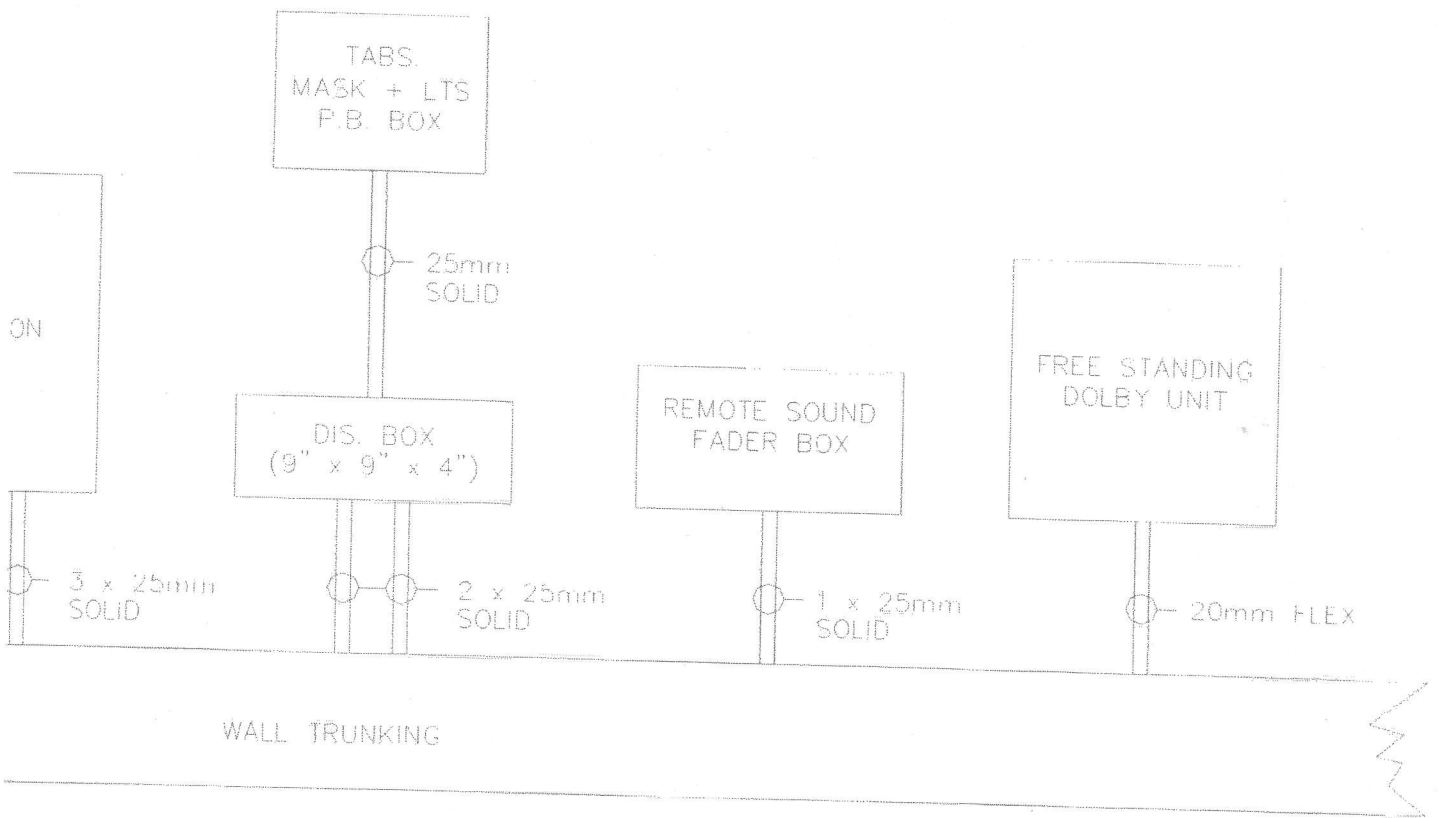 TABS.
MASK + LTS
P.B. BOX
25mm
SOLID
ON
DIS. BOX
(9" x 9" x 4")
REMOTE SOUND
FADER BOX
FREE STANDING
DOLBY UNIT
3 x 25mm
SOLID
2 x 25mm
SOLID
1 x 25mm
SOLID
20mm FLEX
WALL TRUNKING